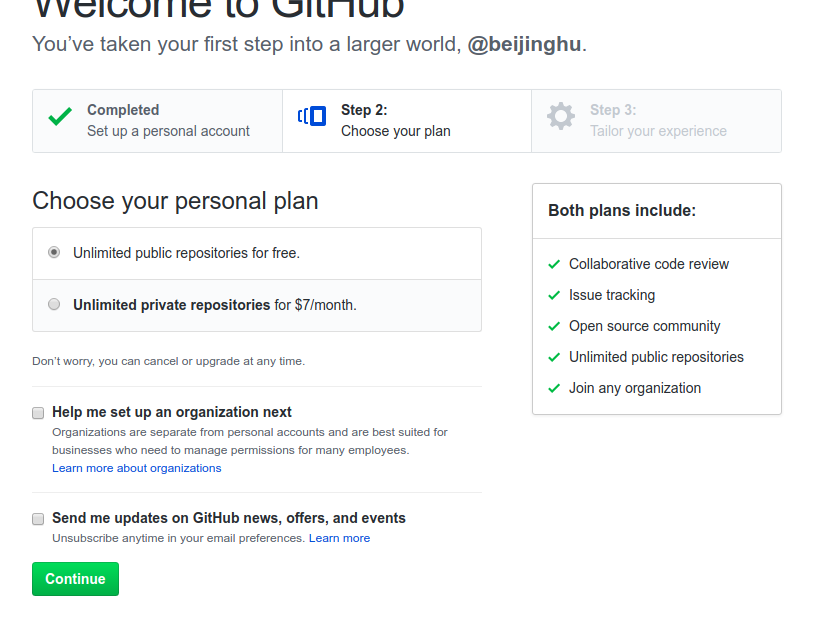 Welcome to GitHub
You’ve taken your first step into a larger world, @beijinghu.
Completed
Set up a personal account
Step 2:
Choose your plan
Step 3:
Tailor your experience
Choose your personal plan
Unlimited public repositories for free.
Unlimited private repositories for $7/month.
Don’t worry, you can cancel or upgrade at any time.
Help me set up an organization next
Organizations are separate from personal accounts and are best suited for
businesses who need to manage permissions for many employees.
Learn more about organizations
Send me updates on GitHub news, offers, and events
Unsubscribe anytime in your email preferences. Learn more
Continue
Both plans include:
Collaborative code review
Issue tracking
Open source community
Unlimited public repositories
Join any organization